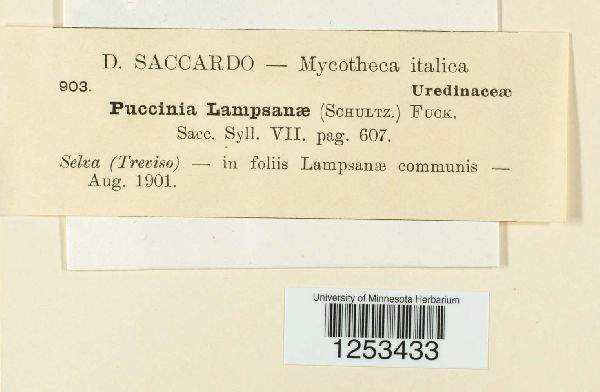 D. SACCARDO — Mycotheca italica
903. Uredinaceæ
Puccinia Lampsanæ (SCHULTZ.) FUCK.
Sacc. Syll. VII. pag. 607.
Selva (Treviso) — in foliis Lampsanæ communis —
Aug. 1901.
University of Minnesota Herbarium
1253433